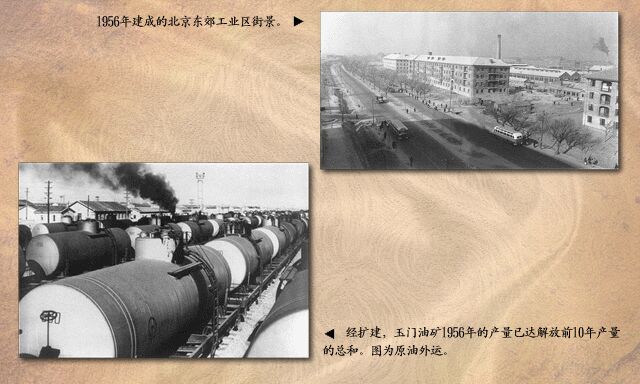 1956年建成的北京东郊工业区街景。
经扩建，玉门油矿1956年的产量已达解放前10年产量
的总和。图为原油外运。